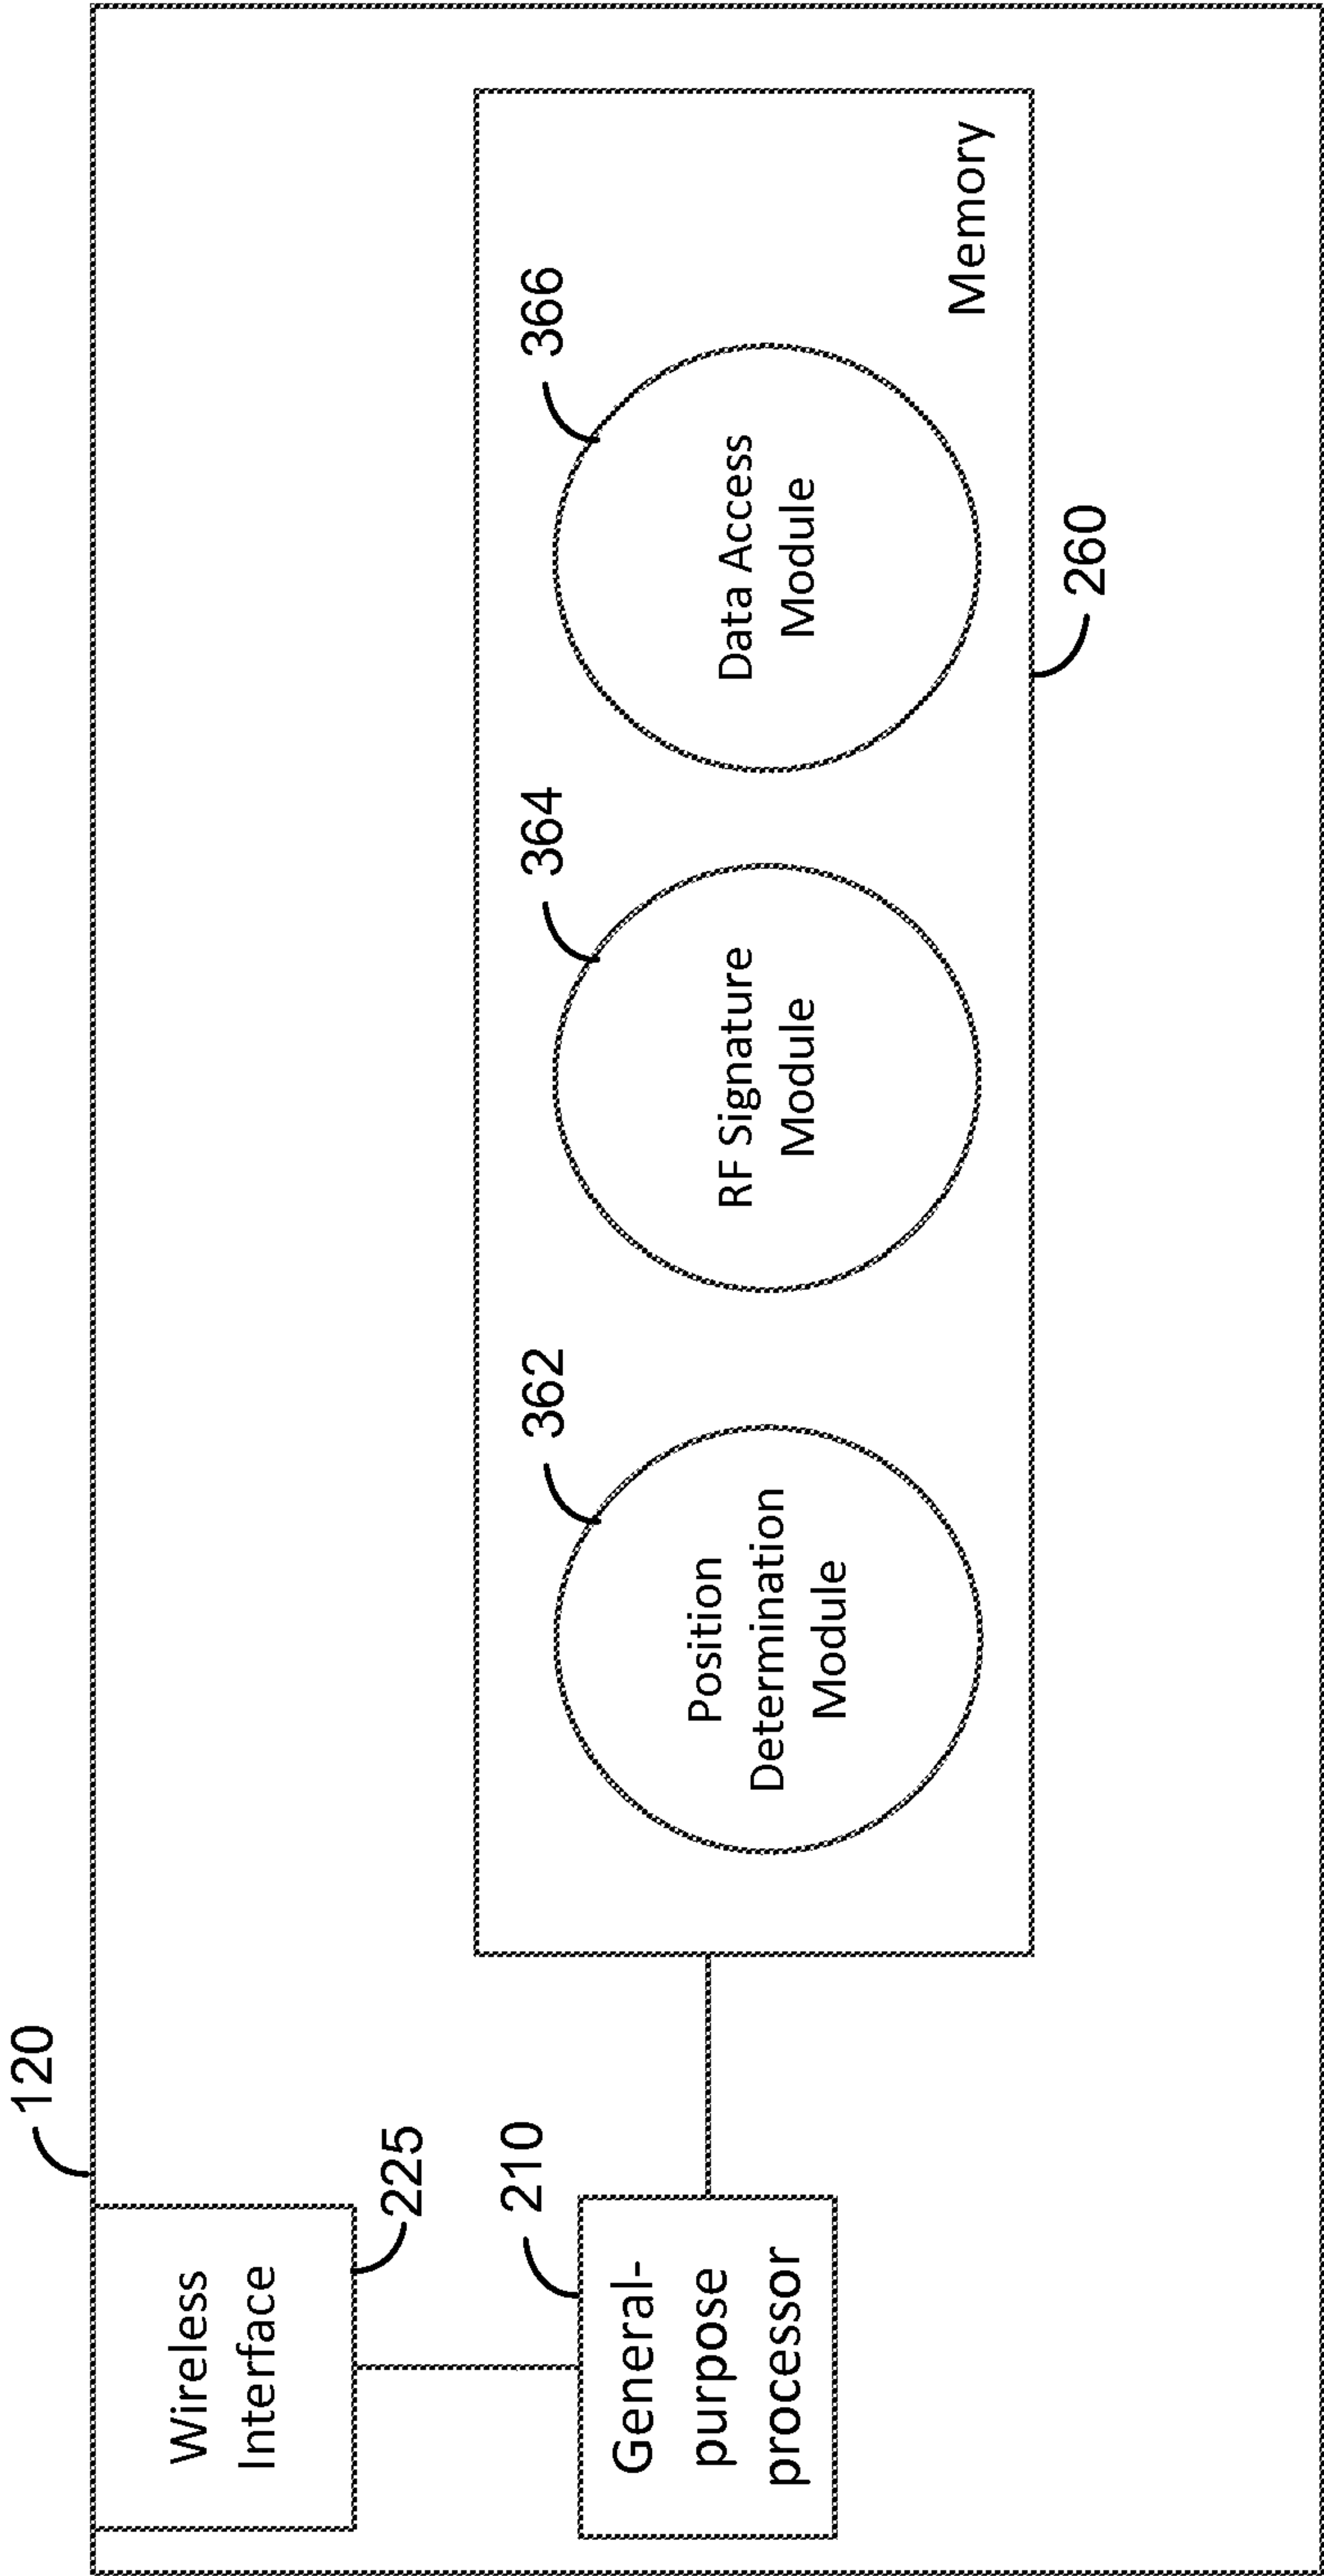 120
Wireless
Interface
225
210
General-
purpose
processor
362
Position
Determination
Module
364
RF Signature
Module
366
Data Access
Module
Memory
260